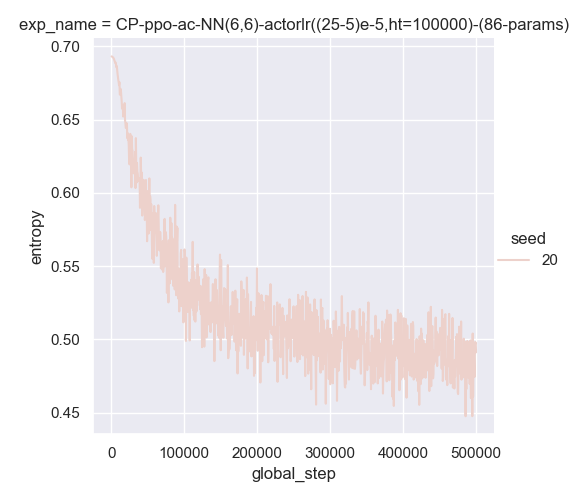 exp_name = CP-ppo-ac-NN(6,6)-actorlr((25-5)e-5,ht=100000)-(86-params)
0.70
0.65
0.60
0.55
0.50
0.45
entropy
0 100000 200000 300000 400000 500000
global_step
seed
20